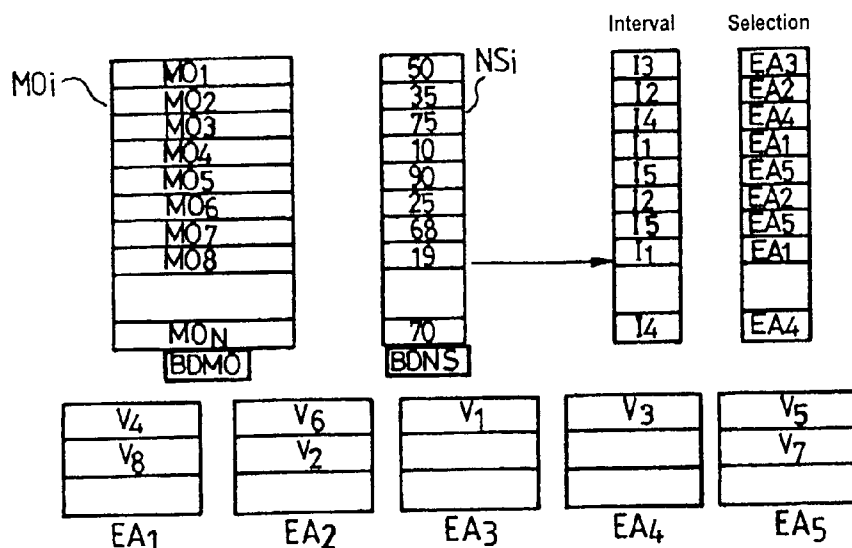 Interval Selection
MOi NSi
MO1 50 I3 EA3
MO2 35 I2 EA2
MO3 75 I4 EA4
MO4 10 I1 EA1
MO5 90 I5 EA5
MO6 25 I2 EA2
MO7 68 I5 EA5
MO8 19 I1 EA1
MON 70 I4 EA4
BDMO BDNS
V4 V6 V1 V3 V5
V8 V2 V7
EA1 EA2 EA3 EA4 EA5